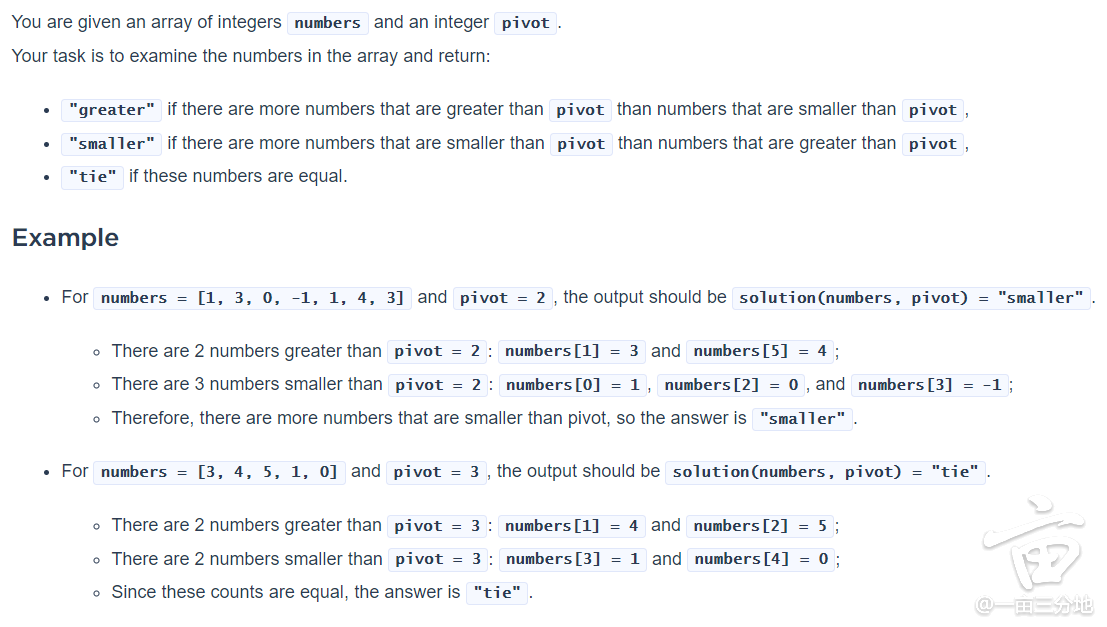 You are given an array of integers numbers and an integer pivot.
Your task is to examine the numbers in the array and return:
"greater" if there are more numbers that are greater than pivot than numbers that are smaller than pivot,
"smaller" if there are more numbers that are smaller than pivot than numbers that are greater than pivot,
"tie" if these numbers are equal.
Example
For numbers = [1, 3, 0, -1, 1, 4, 3] and pivot = 2, the output should be solution(numbers, pivot) = "smaller".
There are 2 numbers greater than pivot = 2: numbers[1] = 3 and numbers[5] = 4;
There are 3 numbers smaller than pivot = 2: numbers[0] = 1, numbers[2] = 0, and numbers[3] = -1;
Therefore, there are more numbers that are smaller than pivot, so the answer is "smaller".
For numbers = [3, 4, 5, 1, 0] and pivot = 3, the output should be solution(numbers, pivot) = "tie".
There are 2 numbers greater than pivot = 3: numbers[1] = 4 and numbers[2] = 5;
There are 2 numbers smaller than pivot = 3: numbers[3] = 1 and numbers[4] = 0;
Since these counts are equal, the answer is "tie".
亩
@一亩三分地